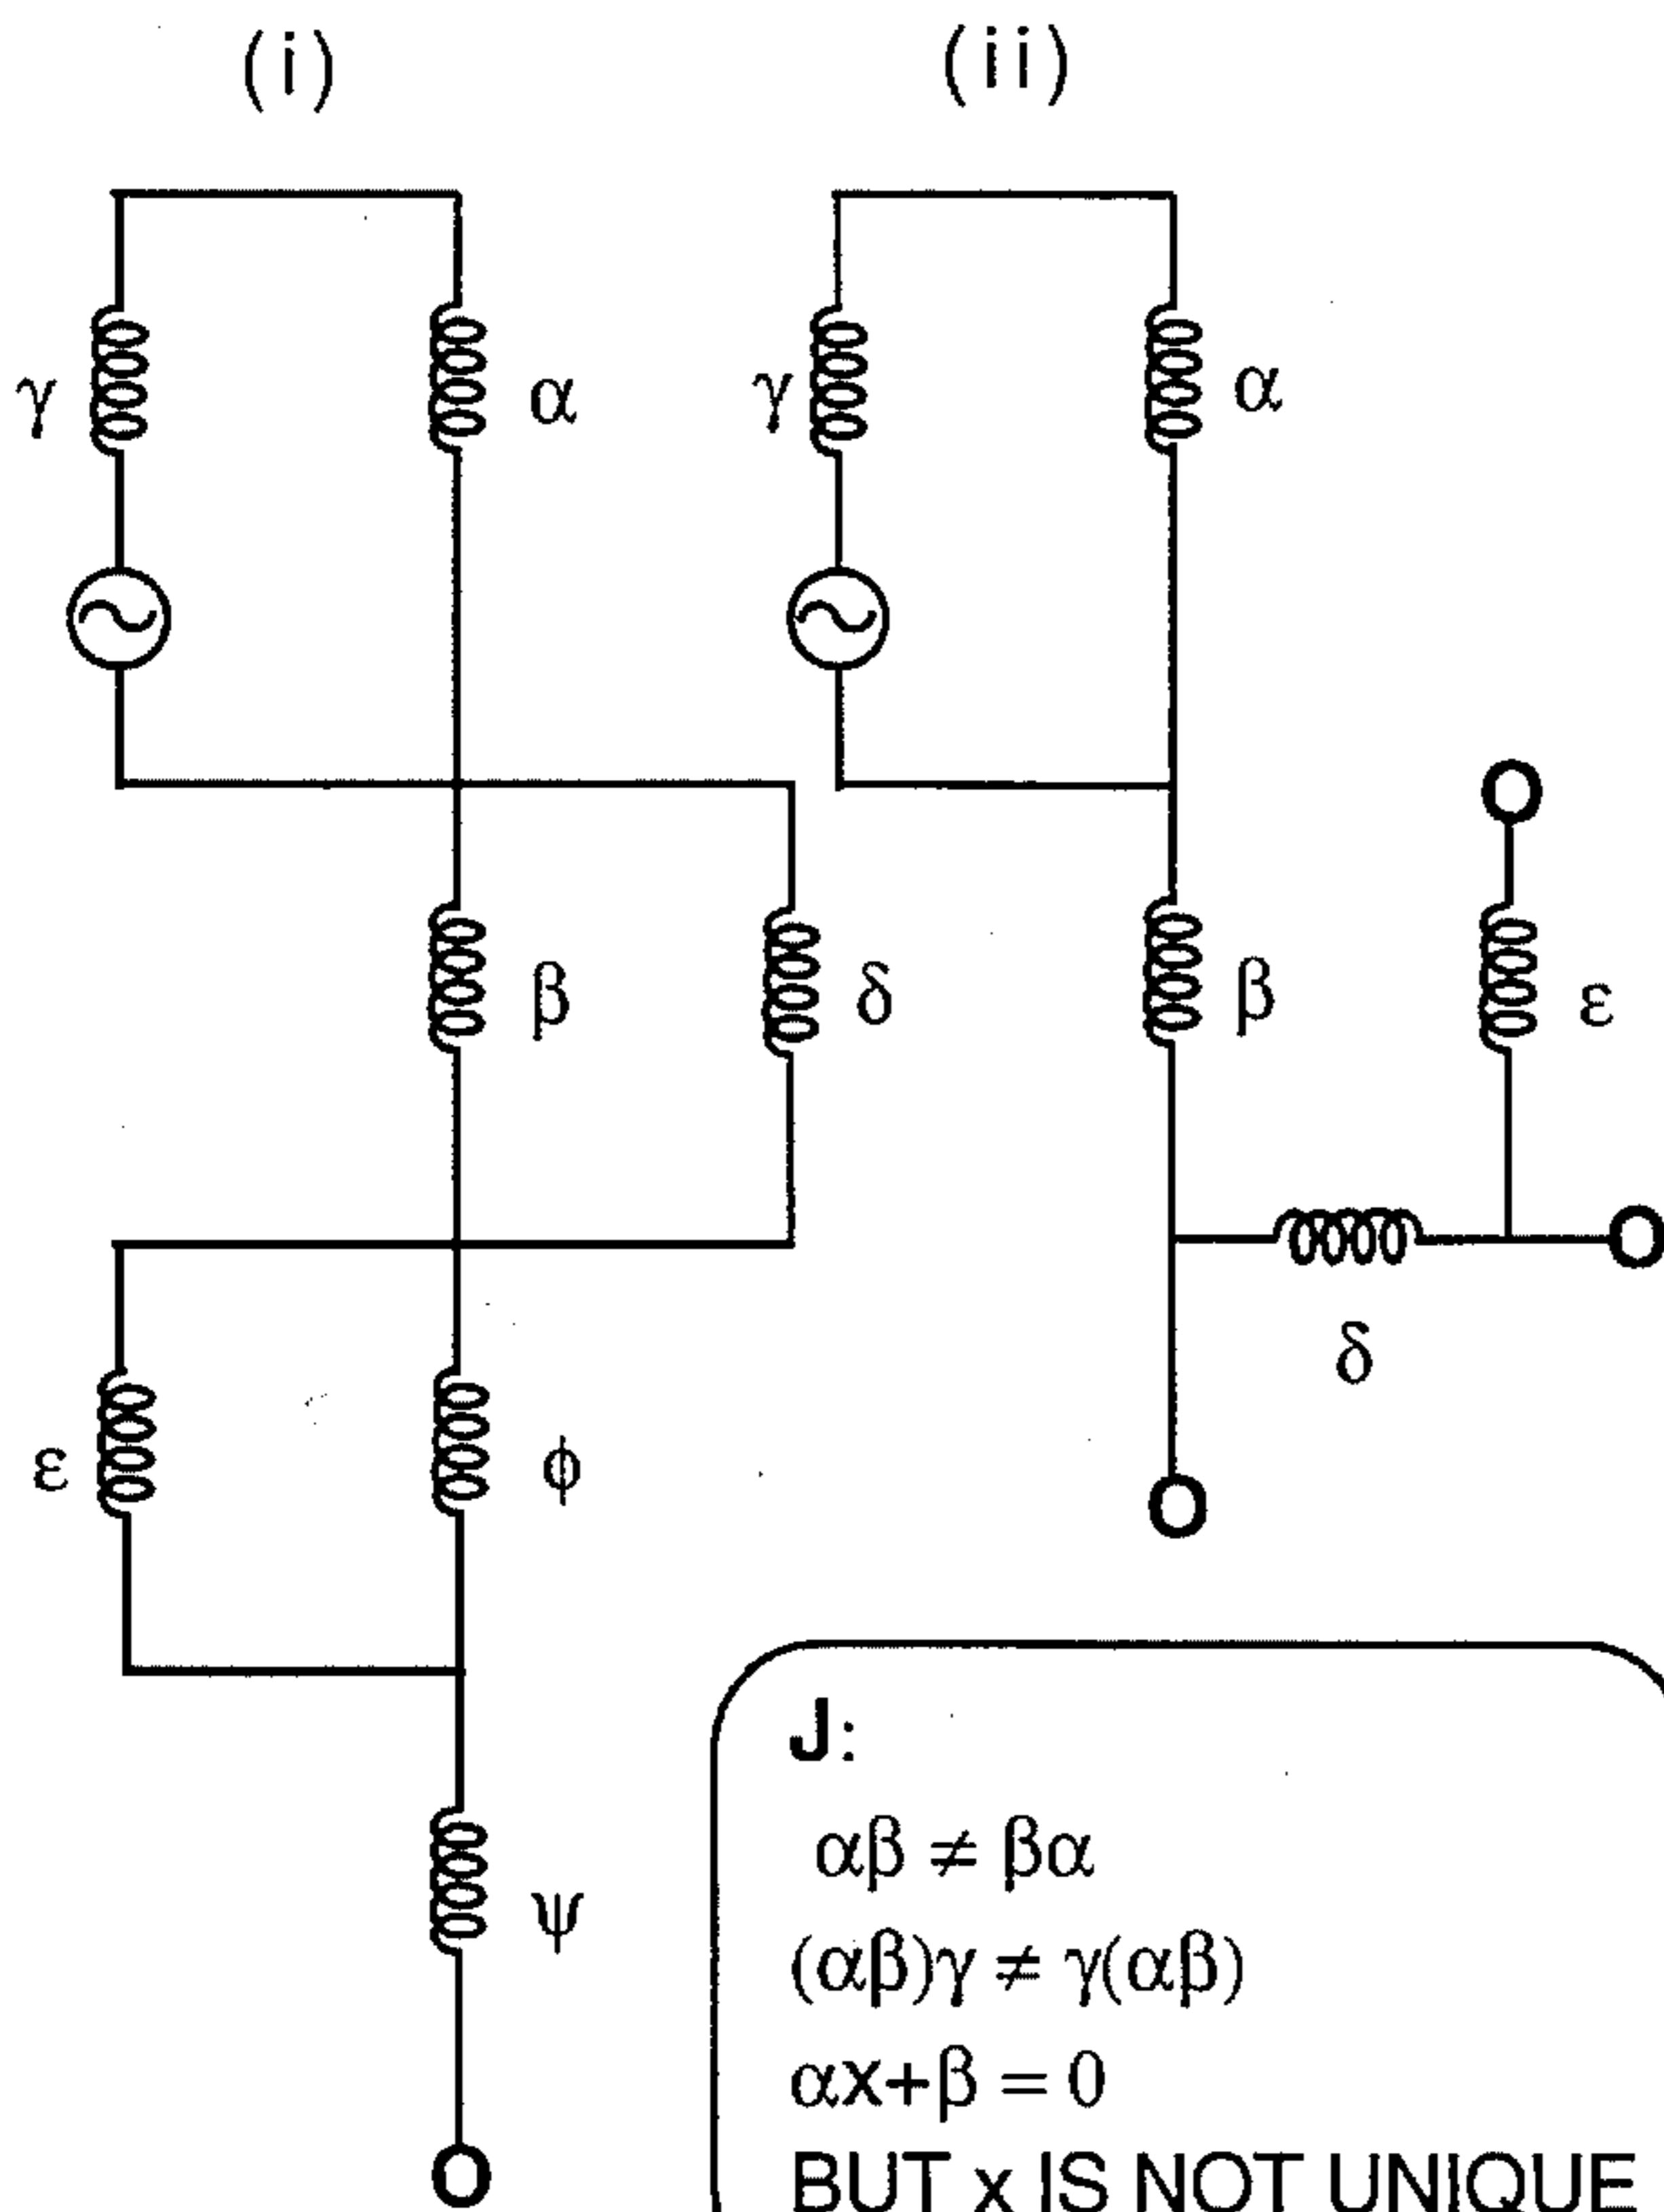 (i) (ii)
γ α γ α
β δ β ε
δ
ε φ
ψ
J:
αβ ≠ βα
(αβ)γ ≠ γ(αβ)
αx+β = 0
BUT x IS NOT UNIQUE